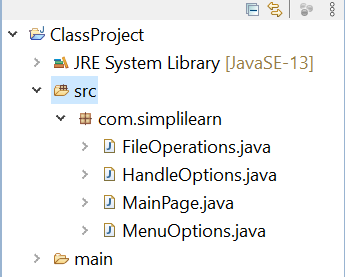 ClassProject
JRE System Library [JavaSE-13]
src
com.simplilearn
FileOperations.java
HandleOptions.java
MainPage.java
MenuOptions.java
main